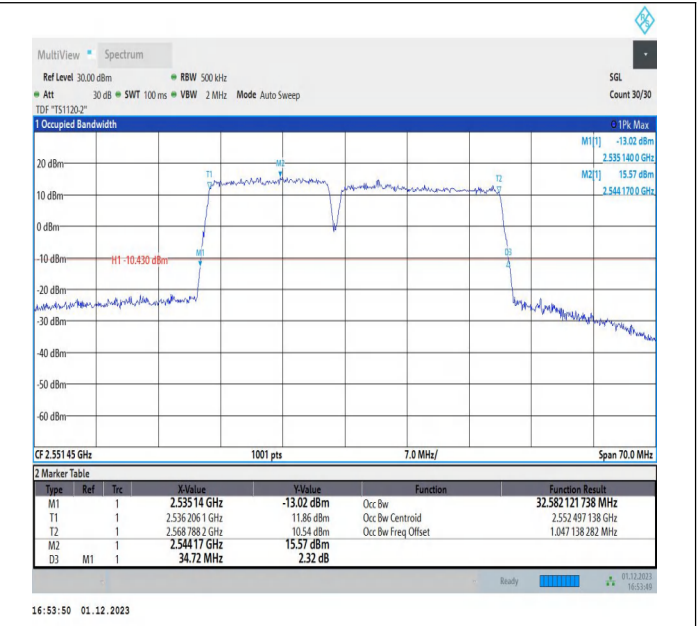 MultiView Spectrum
Ref Level 30.00 dBm RBW 500 kHz SGL
Att 30 dB SWT 100 ms VBW 2 MHz Mode Auto Sweep Count 30/30
TDF "TS1120-2"
1 Occupied Bandwidth 1Pk Max
M1[1] -13.02 dBm
2.535 140 0 GHz
M2[1] 15.57 dBm
2.544 170 0 GHz
20 dBm
T1 M2 T2
10 dBm
0 dBm
-10 dBm H1 -10.430 dBm M1 D3
-20 dBm
-30 dBm
-40 dBm
-50 dBm
-60 dBm
CF 2.551 45 GHz 1001 pts 7.0 MHz/ Span 70.0 MHz
2 Marker Table
Type Ref Trc X-Value Y-Value Function Function Result
M1 1 2.535 14 GHz -13.02 dBm Occ Bw 32.582 121 738 MHz
T1 1 2.536 206 1 GHz 11.86 dBm Occ Bw Centroid 2.552 497 138 GHz
T2 1 2.568 788 2 GHz 10.54 dBm Occ Bw Freq Offset 1.047 138 282 MHz
M2 1 2.544 17 GHz 15.57 dBm
D3 M1 1 34.72 MHz 2.32 dB
Ready 01.12.2023
16:53:49
16:53:50 01.12.2023